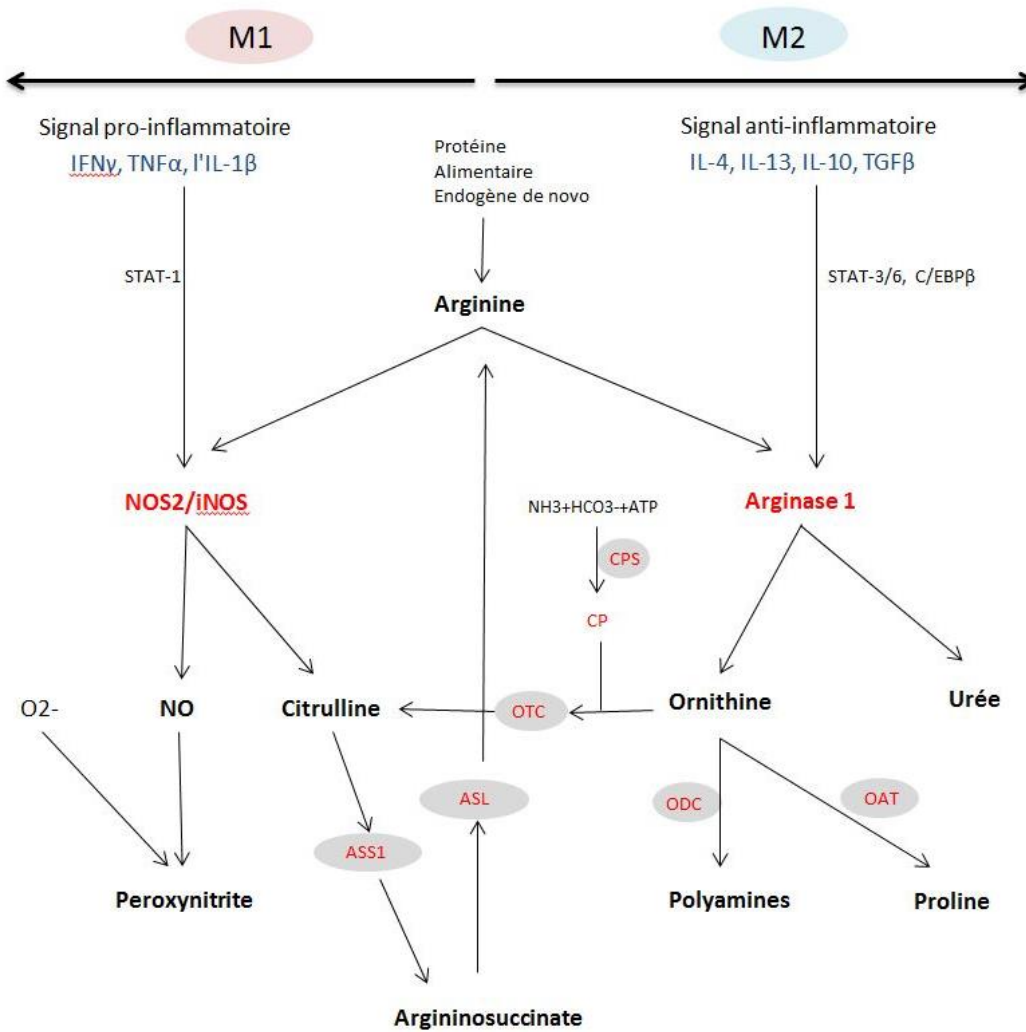 M1
M2
Signal pro-inflammatoire
IFNγ, TNFα, l'IL-1β
Signal anti-inflammatoire
IL-4, IL-13, IL-10, TGFβ
Protéine
Alimentaire
Endogène de novo
STAT-1
STAT-3/6, C/EBPβ
Arginine
NOS2/iNOS
NH3+HCO3-+ATP
Arginase 1
CPS
CP
O2-
NO
Citrulline
OTC
Ornithine
Urée
ASL
ODC
OAT
ASS1
Peroxynitrite
Polyamines
Proline
Argininosuccinate